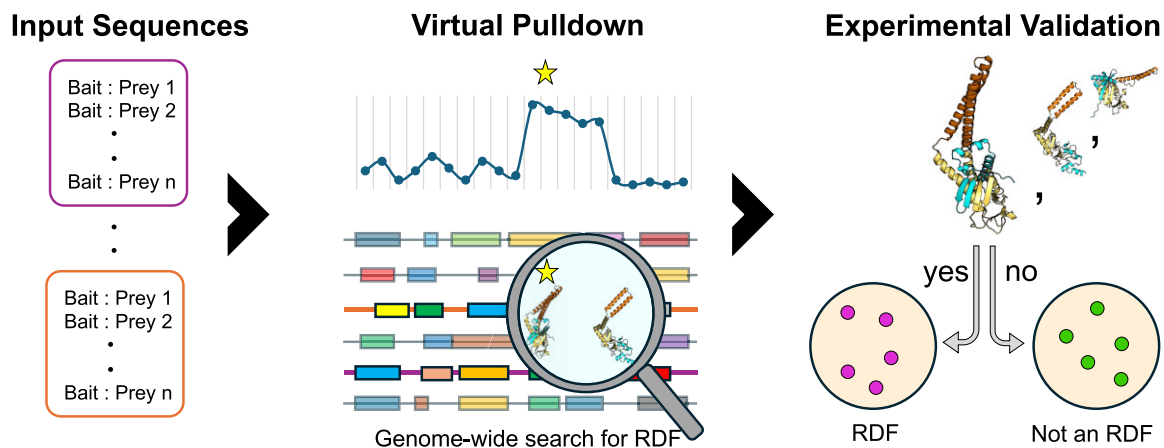 Input Sequences
Bait : Prey 1
Bait : Prey 2
Bait : Prey n
Bait : Prey 1
Bait : Prey 2
Bait : Prey n
Virtual Pulldown
Genome-wide search for RDF
Experimental Validation
,
,
yes
no
RDF
Not an RDF